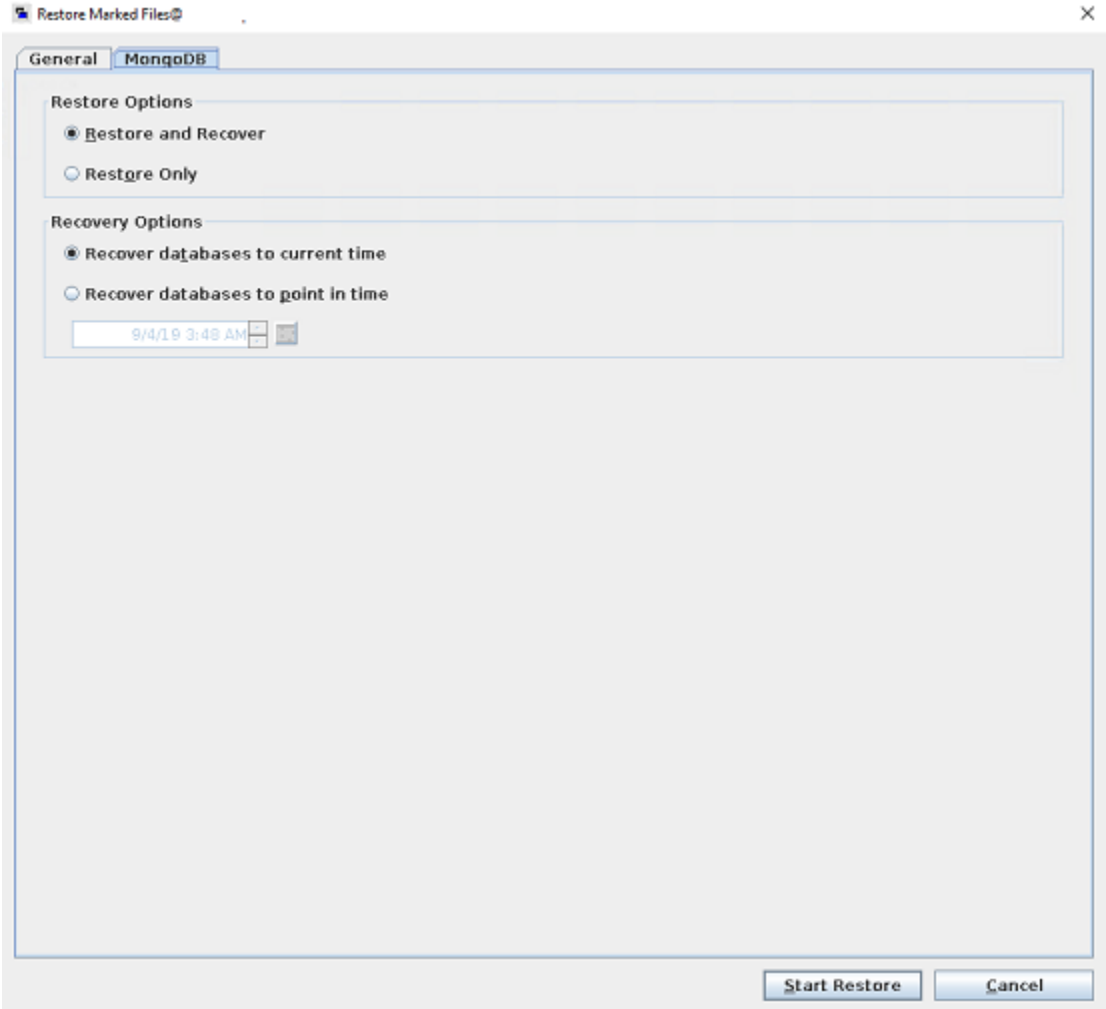 Restore Marked Files@
General MongoDB
Restore Options
Restore and Recover
Restore Only
Recovery Options
Recover databases to current time
Recover databases to point in time
9/4/19 3:48 AM
Start Restore Cancel